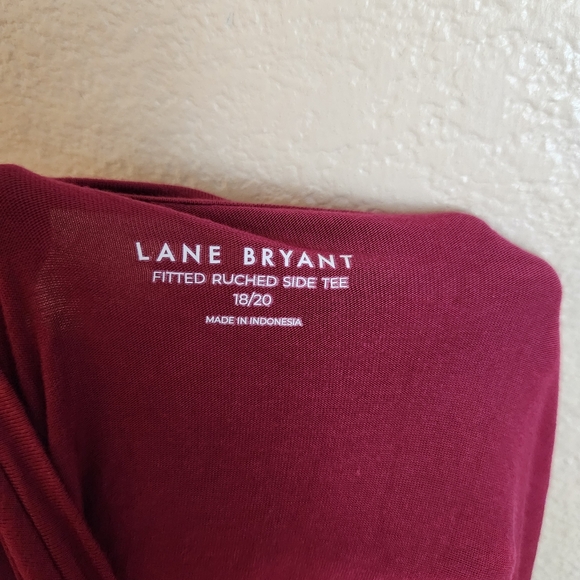 LANE BRYANT
FITTED RUCHED SIDE TEE
18/20
MADE IN INDONESIA